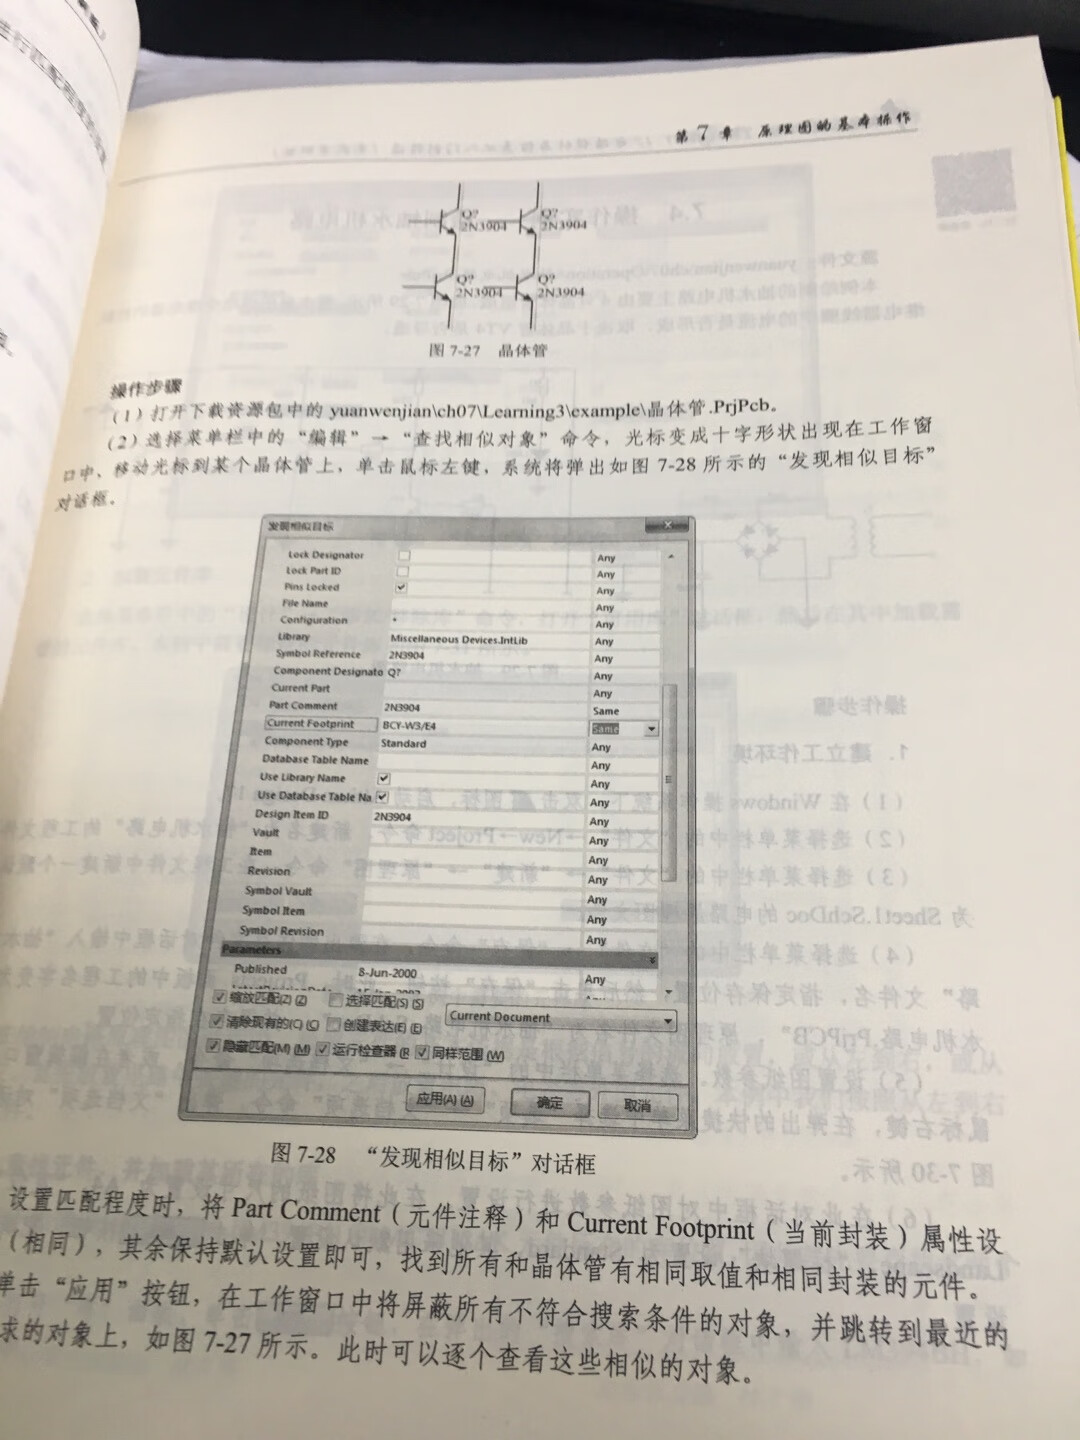 第 7 章 原理图的基本操作
Q?
2N3904
Q?
2N3904
Q?
2N3904
Q?
2N3904
图 7-27 晶体管
操作步骤
（1）打开下载资源包中的 yuanwenjian\ch07\Learning3\example\晶体管.PrjPcb。
（2）选择菜单栏中的“编辑”→“查找相似对象”命令，光标变成十字形状出现在工作窗
口中，移动光标到某个晶体管上，单击鼠标左键，系统将弹出如图 7-28 所示的“发现相似目标”
对话框。
发现相似目标
Lock Designator Any
Lock Part ID Any
Pins Locked Any
File Name Any
Configuration * Any
Library Miscellaneous Devices.IntLib Any
Symbol Reference 2N3904 Any
Component Designato Q? Any
Current Part Any
Part Comment 2N3904 Same
Current Footprint BCY-W3/E4 Same
Component Type Standard Any
Database Table Name Any
Use Library Name Any
Use Database Table Na Any
Design Item ID 2N3904 Any
Vault Any
Item Any
Revision Any
Symbol Vault Any
Symbol Item Any
Symbol Revision Any
Parameters
Published 8-Jun-2000 Any
缩放匹配(Z) (Z) 选择匹配(S) (S)
清除现有的(C) (C) 创建表达(E) (E) Current Document
隐藏匹配(M) (M) 运行检查器 (R 同样范围 (W)
应用(A) (A) 确定 取消
图 7-28 “发现相似目标”对话框
设置匹配程度时，将 Part Comment（元件注释）和 Current Footprint（当前封装）属性设
（相同），其余保持默认设置即可，找到所有和晶体管有相同取值和相同封装的元件。
单击“应用”按钮，在工作窗口中将屏蔽所有不符合搜索条件的对象，并跳转到最近的
求的对象上，如图 7-27 所示。此时可以逐个查看这些相似的对象。